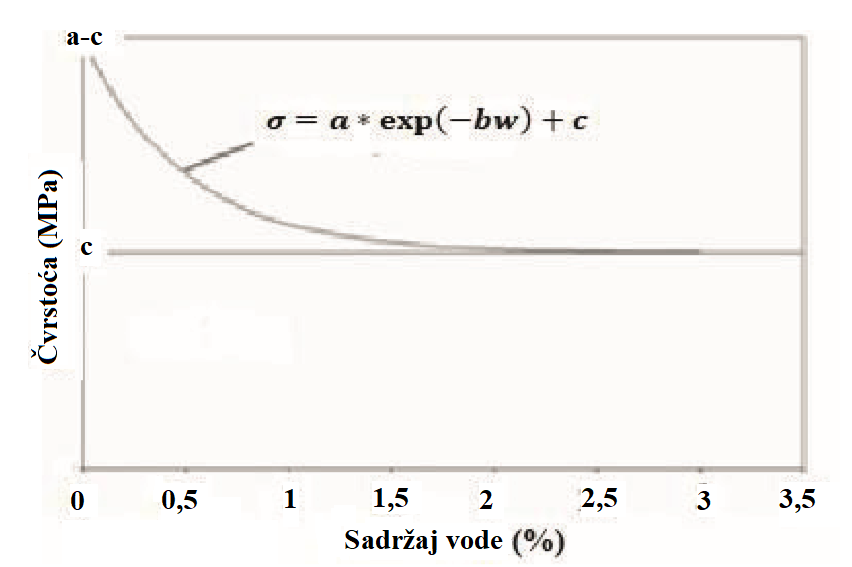 a-c
σ = a * exp(−bw) + c
c
Čvrstoća (MPa)
0 0,5 1 1,5 2 2,5 3 3,5
Sadržaj vode (%)